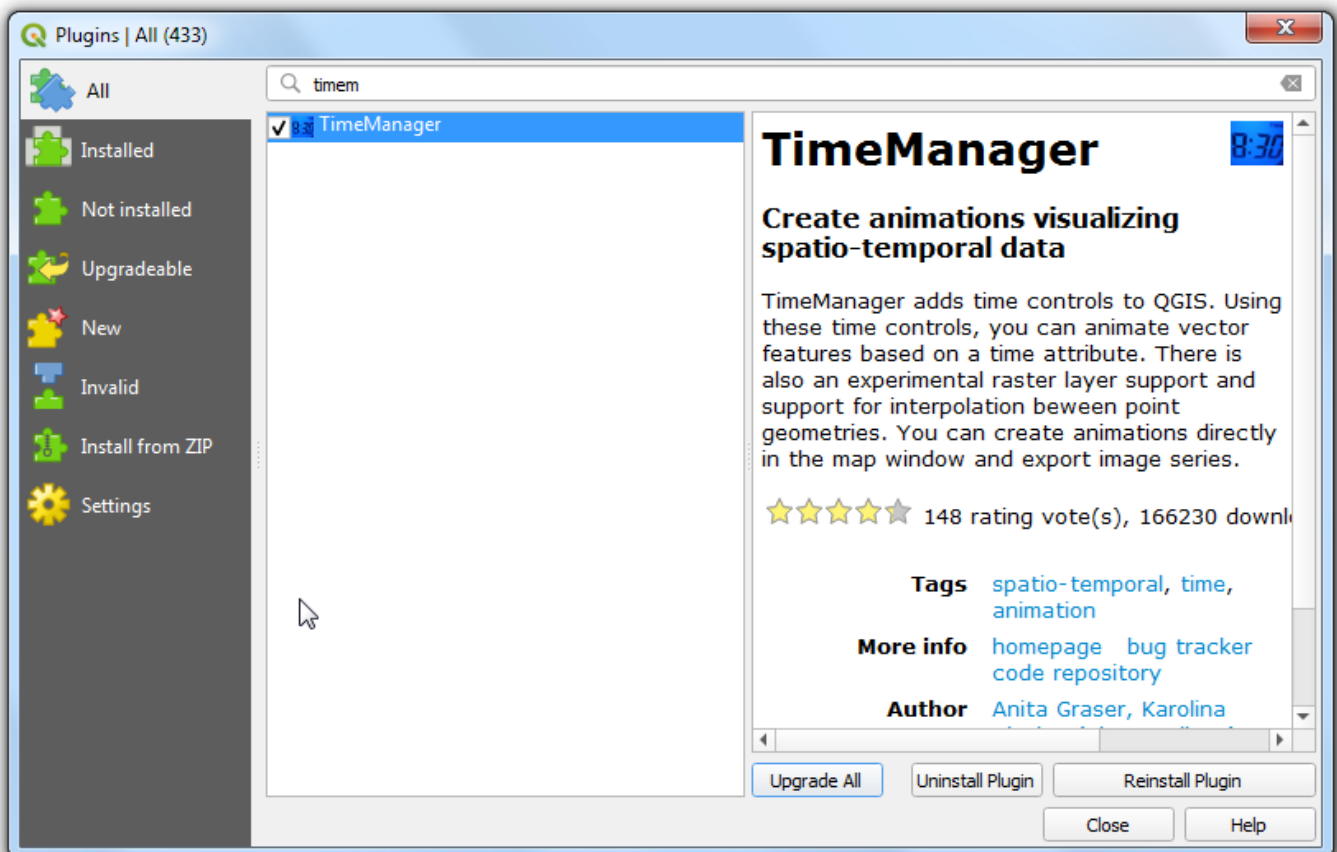 Plugins | All (433)
All
Installed
Not installed
Upgradeable
New
Invalid
Install from ZIP
Settings
timem
TimeManager
TimeManager
8:30
Create animations visualizing
spatio-temporal data
TimeManager adds time controls to QGIS. Using
these time controls, you can animate vector
features based on a time attribute. There is
also an experimental raster layer support and
support for interpolation beween point
geometries. You can create animations directly
in the map window and export image series.
148 rating vote(s), 166230 downl
Tags spatio-temporal, time,
animation
More info homepage bug tracker
code repository
Author Anita Graser, Karolina
Upgrade All Uninstall Plugin Reinstall Plugin
Close Help